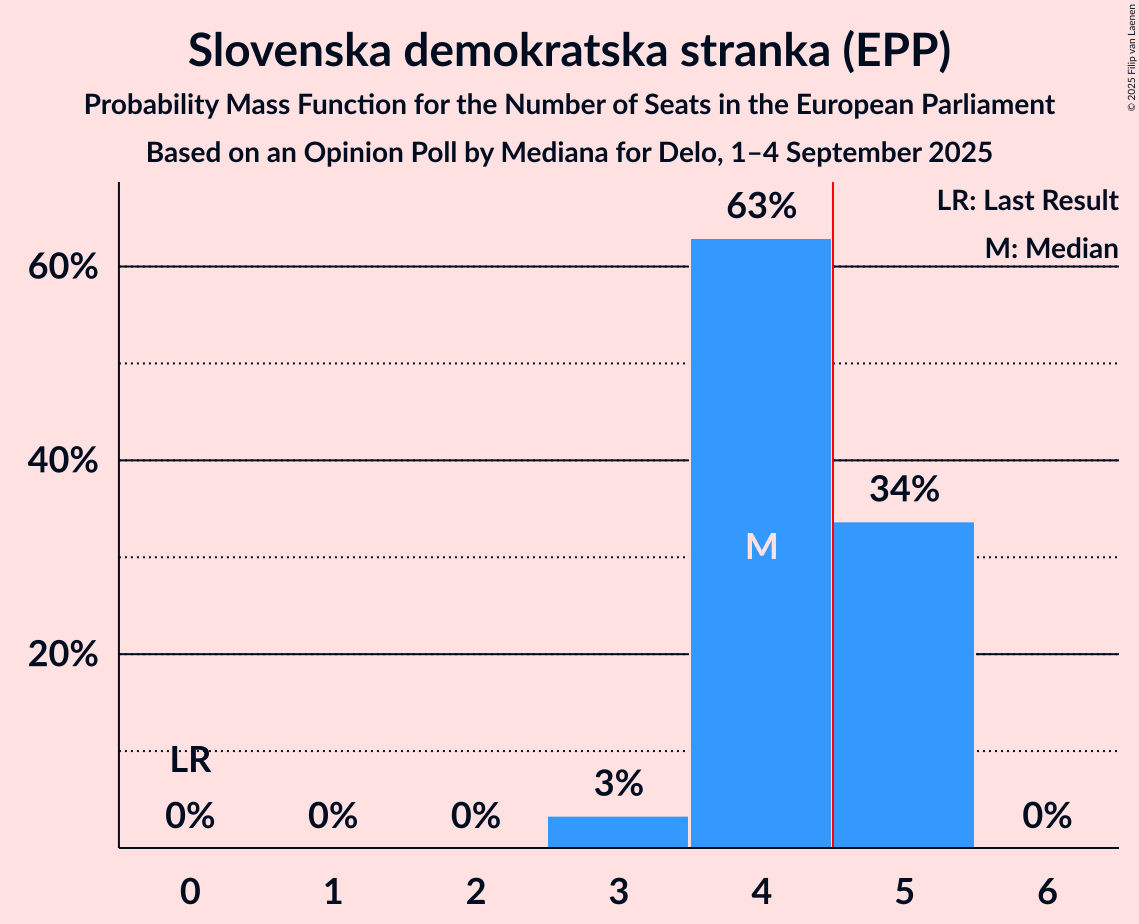 Slovenska demokratska stranka (EPP)
Probability Mass Function for the Number of Seats in the European Parliament
Based on an Opinion Poll by Mediana for Delo, 1–4 September 2025
© 2025 Filip van Laenen
LR: Last Result
M: Median
63%
60%
40%
34%
M
20%
LR
3%
0% 0% 0% 0%
0 1 2 3 4 5 6